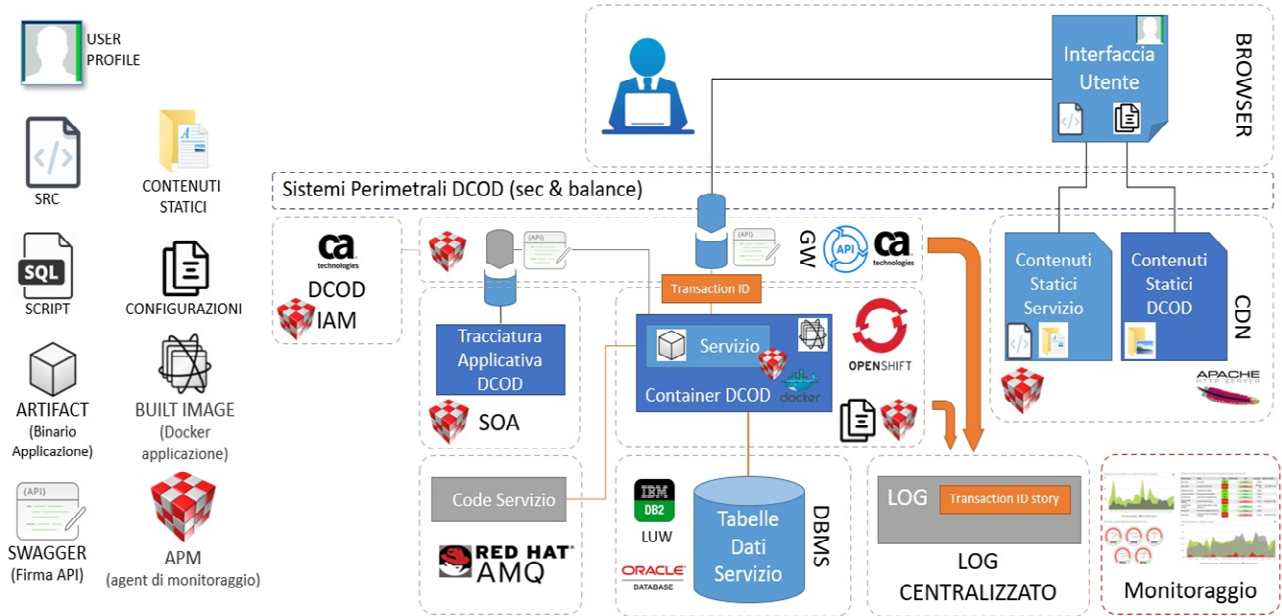 USER
PROFILE
SRC
CONTENUTI
STATICI
SQL
SCRIPT
CONFIGURAZIONI
ARTIFACT
(Binario
Applicazione)
BUILT IMAGE
(Docker
applicazione)
{API}
SWAGGER
(Firma API)
APM
(agent di monitoraggio)
Interfaccia
Utente
BROWSER
Sistemi Perimetrali DCOD (sec & balance)
ca
technologies
DCOD
IAM
{API}
{API}
GW
API
ca
technologies
Transaction ID
Tracciatura
Applicativa
DCOD
SOA
Servizio
Container DCOD
docker
OPENSHIFT
Contenuti
Statici
Servizio
Contenuti
Statici
DCOD
CDN
APACHE
HTTP SERVER
Code Servizio
RED HAT®
AMQ
IBM
DB2
LUW
ORACLE®
DATABASE
Tabelle
Dati
Servizio
DBMS
LOG
Transaction ID story
LOG
CENTRALIZZATO
Monitoraggio